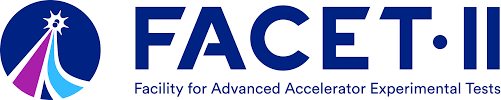 FACET·II
Facility for Advanced Accelerator Experimental Tests